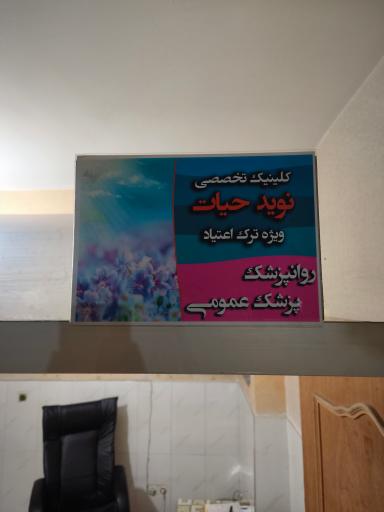 کلینیک تخصصی
نوید حیات
ویژه ترک اعتیاد
روانپزشک
پزشک عمومی